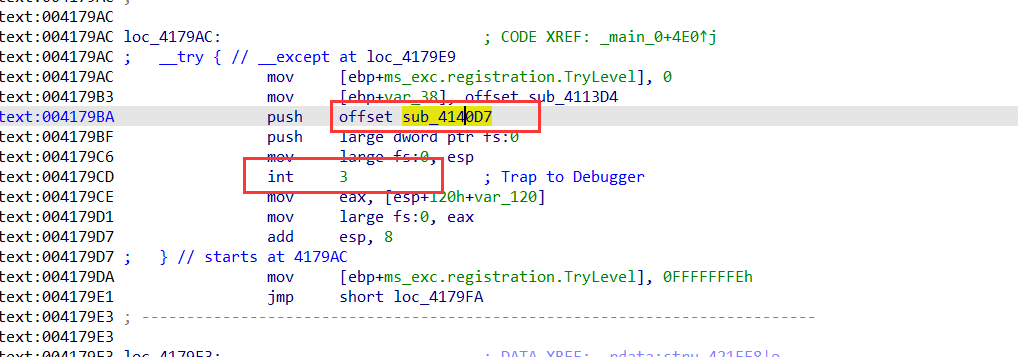 text:004179AC ;
text:004179AC
text:004179AC loc_4179AC: ; CODE XREF: _main_0+4E0↑j
text:004179AC ; __try { // __except at loc_4179E9
text:004179AC mov [ebp+ms_exc.registration.TryLevel], 0
text:004179B3 mov [ebp+var_38], offset sub_4113D4
text:004179BA push offset sub_4140D7
text:004179BF push large dword ptr fs:0
text:004179C6 mov large fs:0, esp
text:004179CD int 3 ; Trap to Debugger
text:004179CE mov eax, [esp+120h+var_120]
text:004179D1 mov large fs:0, eax
text:004179D7 add esp, 8
text:004179D7 ; } // starts at 4179AC
text:004179DA mov [ebp+ms_exc.registration.TryLevel], 0FFFFFFFEh
text:004179E1 jmp short loc_4179FA
text:004179E3 ; ---------------------------------------------------------------------------
text:004179E3
text:004179E3 loc_4179E3: ; DATA XREF: